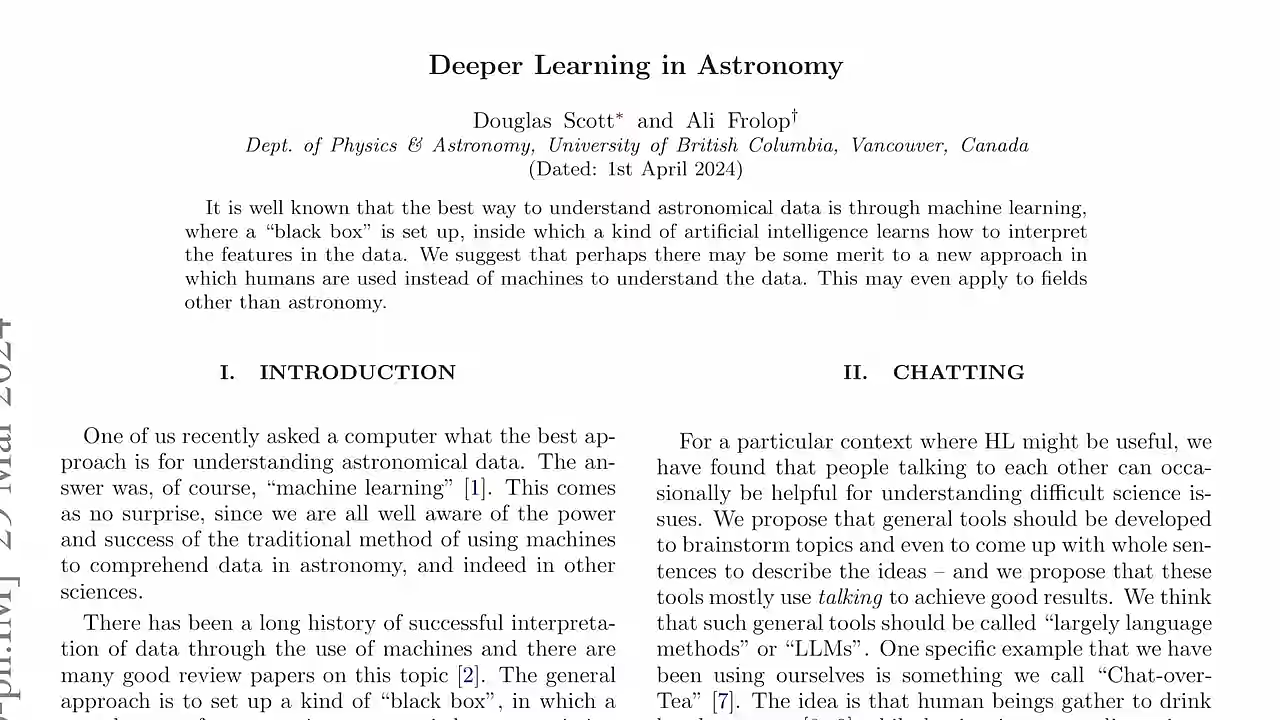 Deeper Learning in Astronomy
Douglas Scott* and Ali Frolop†
Dept. of Physics & Astronomy, University of British Columbia, Vancouver, Canada
(Dated: 1st April 2024)
It is well known that the best way to understand astronomical data is through machine learning,
where a “black box” is set up, inside which a kind of artificial intelligence learns how to interpret
the features in the data. We suggest that perhaps there may be some merit to a new approach in
which humans are used instead of machines to understand the data. This may even apply to fields
other than astronomy.
I. INTRODUCTION
One of us recently asked a computer what the best ap-
proach is for understanding astronomical data. The an-
swer was, of course, “machine learning” [1]. This comes
as no surprise, since we are all well aware of the power
and success of the traditional method of using machines
to comprehend data in astronomy, and indeed in other
sciences.
There has been a long history of successful interpreta-
tion of data through the use of machines and there are
many good review papers on this topic [2]. The general
approach is to set up a kind of “black box”, in which a
II. CHATTING
For a particular context where HL might be useful, we
have found that people talking to each other can occa-
sionally be helpful for understanding difficult science is-
sues. We propose that general tools should be developed
to brainstorm topics and even to come up with whole sen-
tences to describe the ideas – and we propose that these
tools mostly use talking to achieve good results. We think
that such general tools should be called “largely language
methods” or “LLMs”. One specific example that we have
been using ourselves is something we call “Chat-over-
Tea” [7]. The idea is that human beings gather to drink
29 Mar 2024